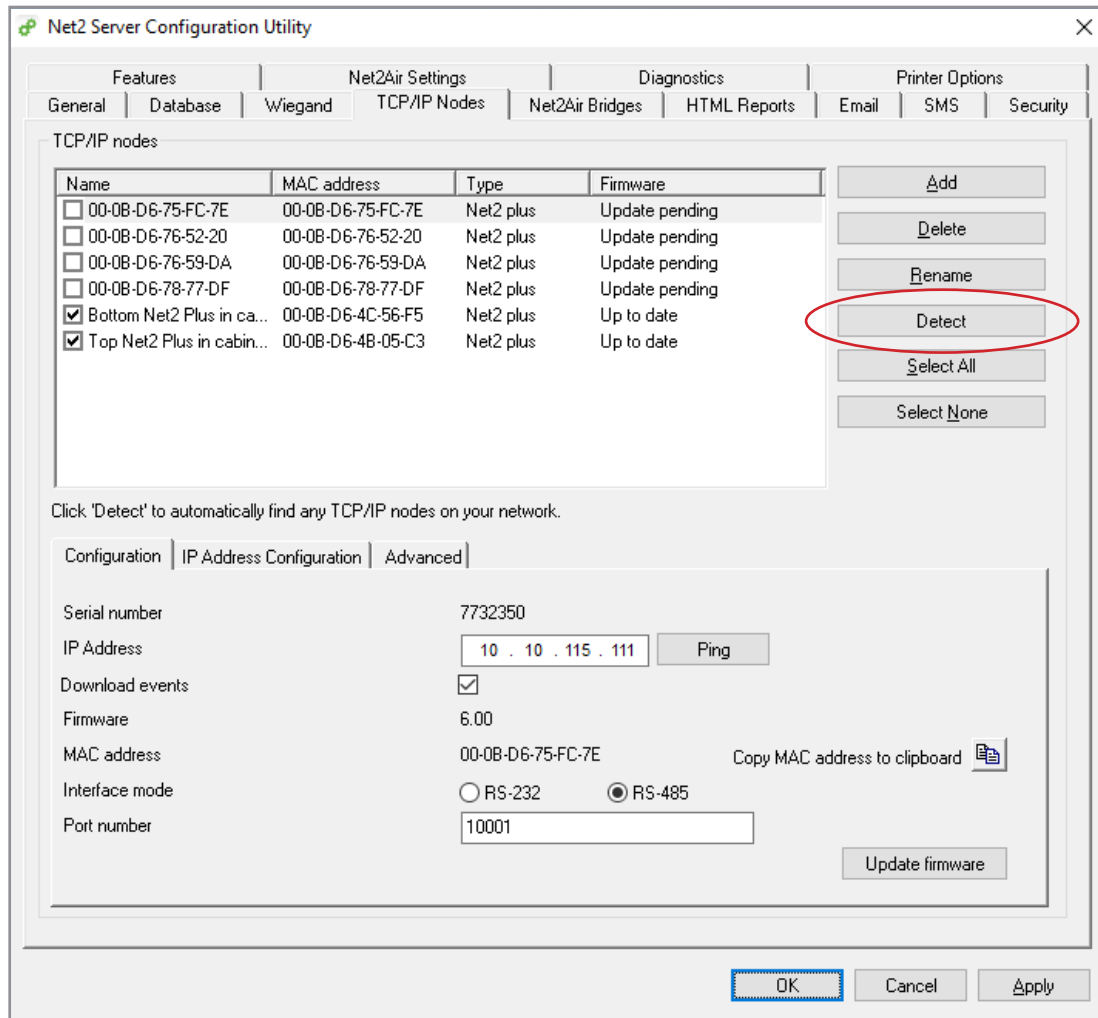 Net2 Server Configuration Utility
Features Net2Air Settings Diagnostics Printer Options
General Database Wiegand TCP/IP Nodes Net2Air Bridges HTML Reports Email SMS Security
TCP/IP nodes
Name MAC address Type Firmware
00-0B-D6-75-FC-7E 00-0B-D6-75-FC-7E Net2 plus Update pending
00-0B-D6-76-52-20 00-0B-D6-76-52-20 Net2 plus Update pending
00-0B-D6-76-59-DA 00-0B-D6-76-59-DA Net2 plus Update pending
00-0B-D6-78-77-DF 00-0B-D6-78-77-DF Net2 plus Update pending
Bottom Net2 Plus in ca... 00-0B-D6-4C-56-F5 Net2 plus Up to date
Top Net2 Plus in cabin... 00-0B-D6-4B-05-C3 Net2 plus Up to date
Add
Delete
Rename
Detect
Select All
Select None
Click 'Detect' to automatically find any TCP/IP nodes on your network.
Configuration IP Address Configuration Advanced
Serial number 7732350
IP Address 10 . 10 . 115 . 111 Ping
Download events
Firmware 6.00
MAC address 00-0B-D6-75-FC-7E Copy MAC address to clipboard
Interface mode RS-232 RS-485
Port number 10001
Update firmware
OK Cancel Apply